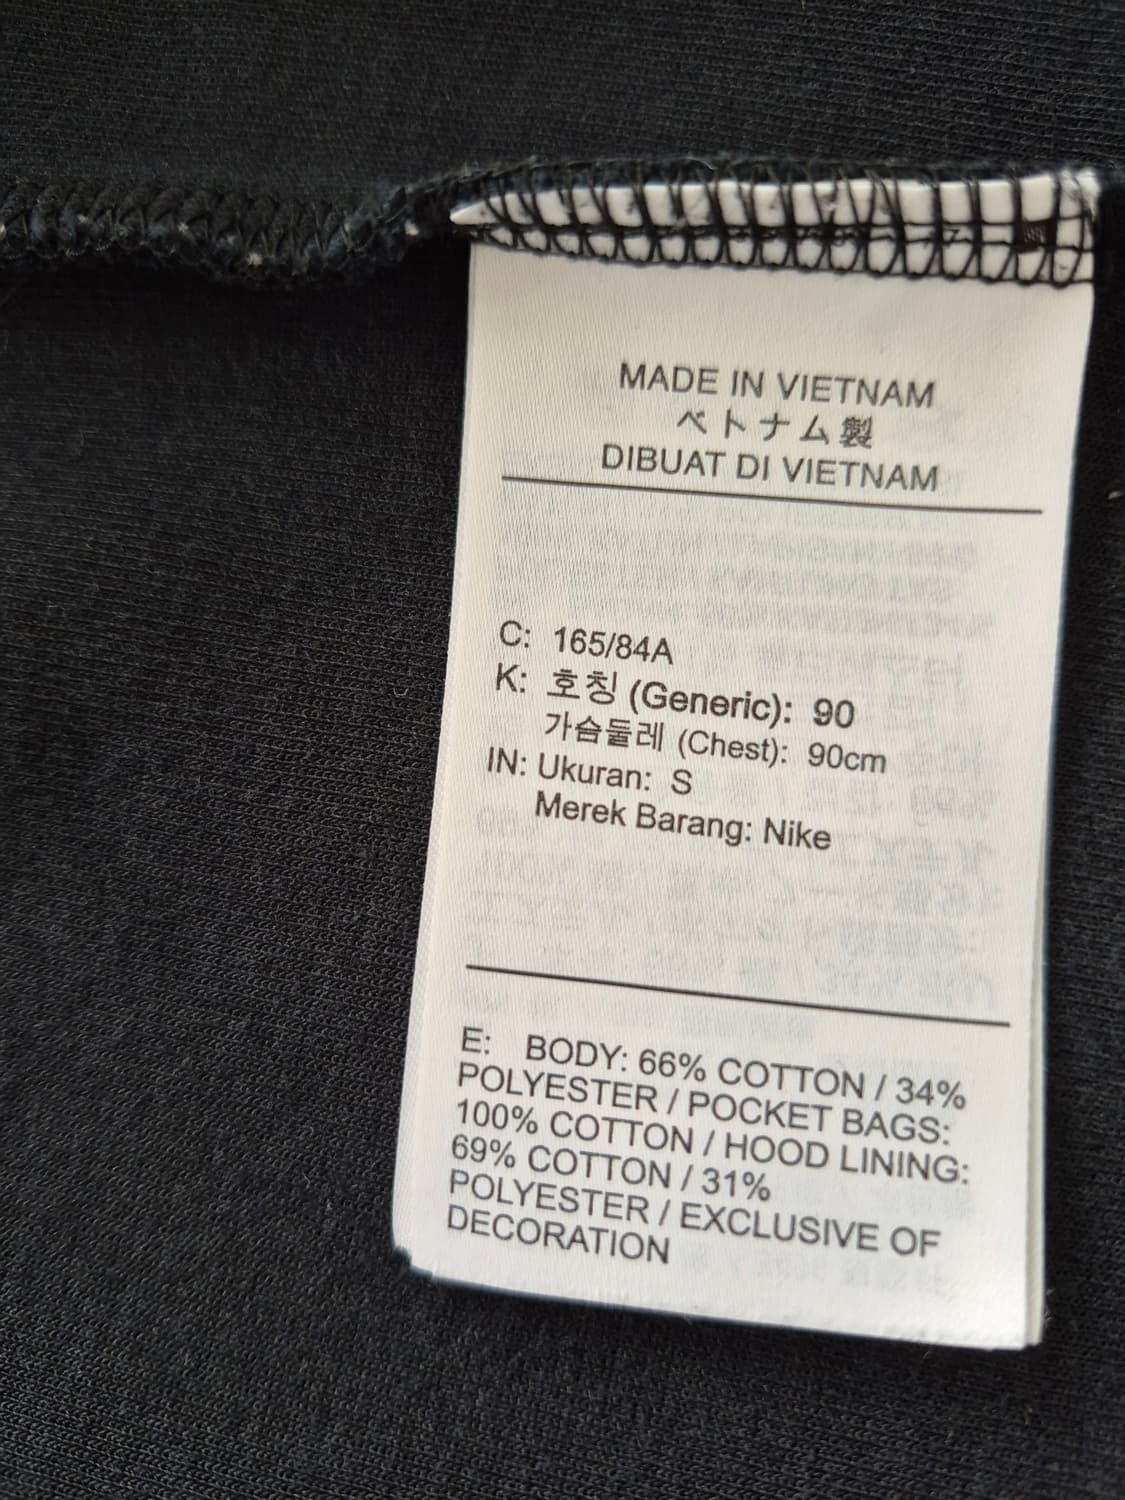 MADE IN VIETNAM
ベトナム製
DIBUAT DI VIETNAM
C: 165/84A
K: 호칭 (Generic): 90
가슴둘레 (Chest): 90cm
IN: Ukuran: S
Merek Barang: Nike
E: BODY: 66% COTTON / 34%
POLYESTER / POCKET BAGS:
100% COTTON / HOOD LINING:
69% COTTON / 31%
POLYESTER / EXCLUSIVE OF
DECORATION